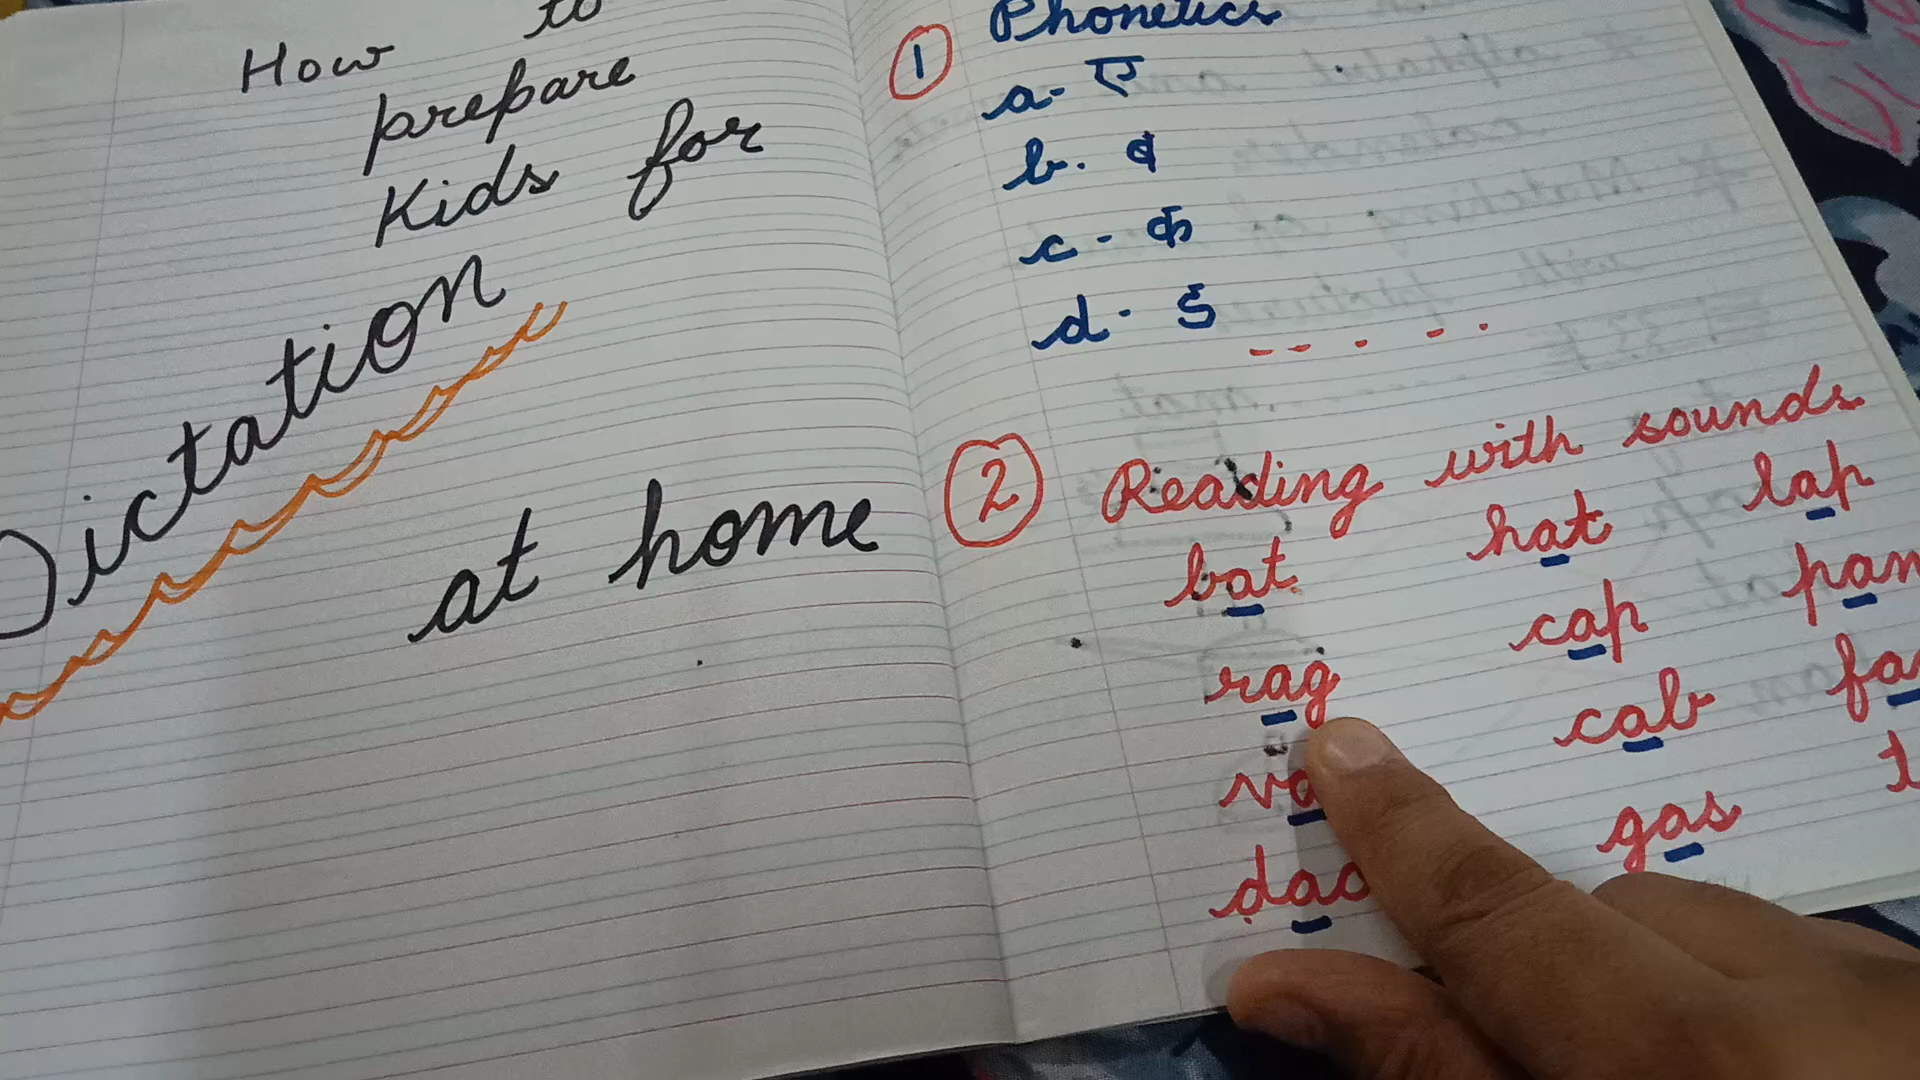 How to
prepare
Kids for
Dictation
at home
1 Phonetics
a - ए
b - ब
c - क
d - ड
2 Reading with sounds
bat hat lap
rag cap pan
cab
gas